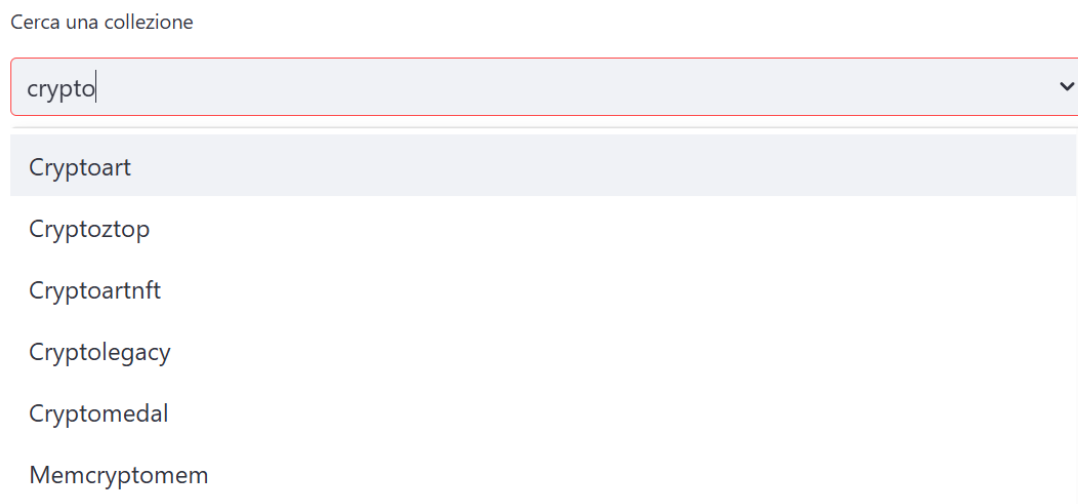 Cerca una collezione
crypto
Cryptoart
Cryptoztop
Cryptoartnft
Cryptolegacy
Cryptomedal
Memcryptomem